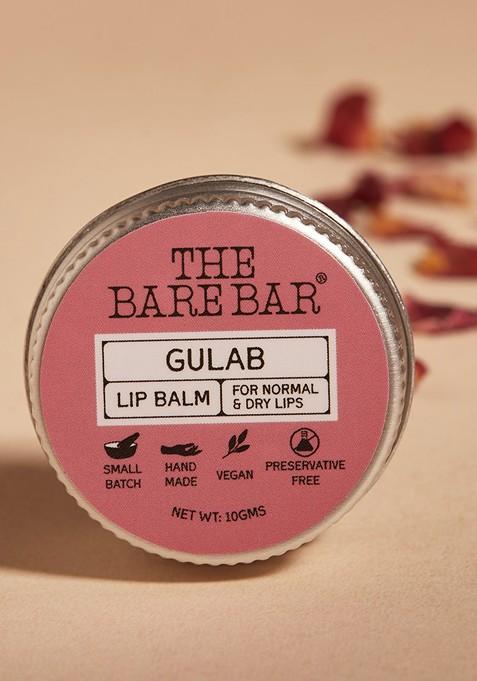 THE
BARE BAR®
GULAB
LIP BALM
FOR NORMAL
& DRY LIPS
SMALL
BATCH
HAND
MADE
VEGAN
PRESERVATIVE
FREE
NET WT: 10GMS